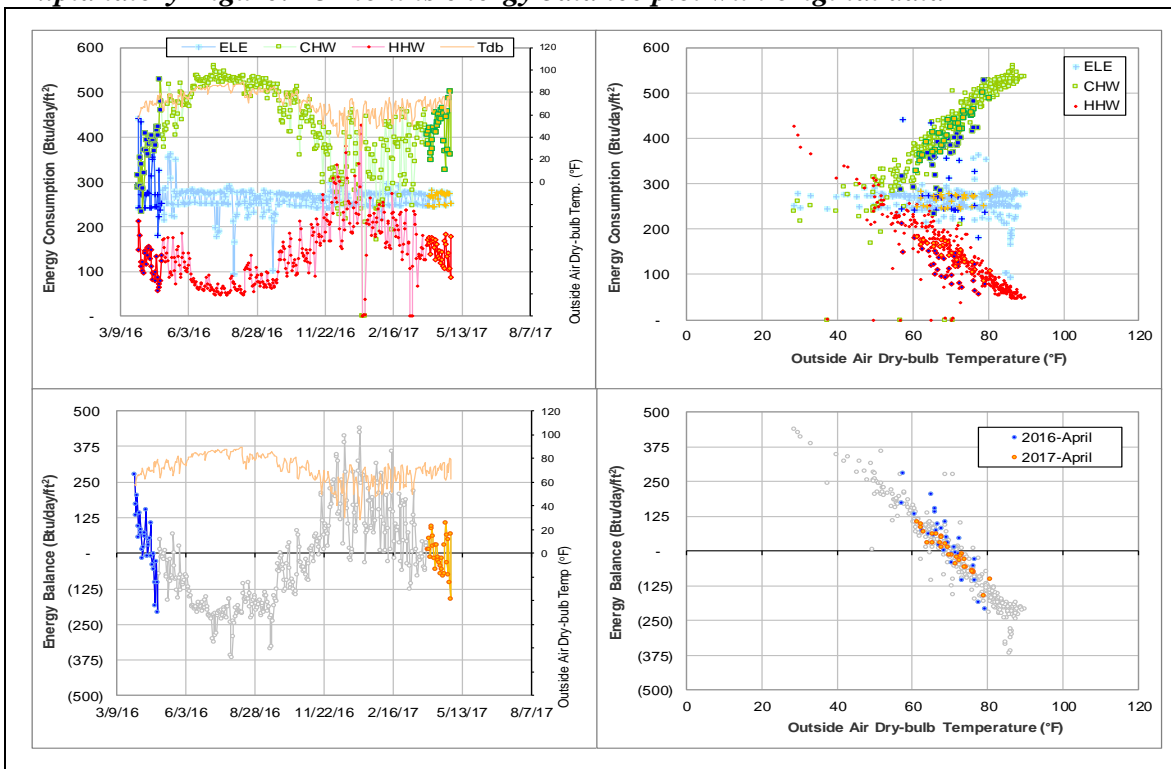 ELE CHW HHW Tdb
Energy Consumption (Btu/day/ft²)
600
500
400
300
200
100
-
120
100
80
60
40
20
0
Outside Air Dry-bulb Temp. (°F)
3/9/16 6/3/16 8/28/16 11/22/16 2/16/17 5/13/17 8/7/17
Energy Consumption (Btu/day/ft²)
600
500
400
300
200
100
-
ELE
CHW
HHW
0 20 40 60 80 100 120
Outside Air Dry-bulb Temperature (°F)
Energy Balance (Btu/day/ft²)
500
375
250
125
-
(125)
(250)
(375)
(500)
120
100
80
60
40
20
0
Outside Air Dry-bulb Temp (°F)
3/9/16 6/3/16 8/28/16 11/22/16 2/16/17 5/13/17 8/7/17
Energy Balance (Btu/day/ft²)
500
375
250
125
-
(125)
(250)
(375)
(500)
2016-April
2017-April
0 20 40 60 80 100 120
Outside Air Dry-bulb Temperature (°F)